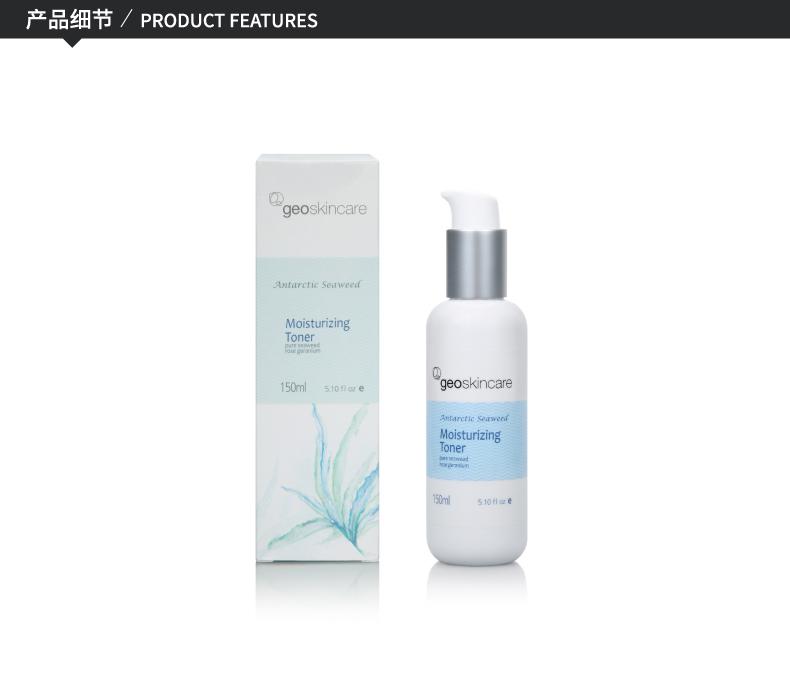 产品细节 / PRODUCT FEATURES
geoskincare
Antarctic Seaweed
Moisturizing
Toner
pure seaweed
rose geranium
150ml 5.10 fl oz e
geoskincare
Antarctic Seaweed
Moisturizing
Toner
pure seaweed
rose geranium
150ml 5.10 fl oz e